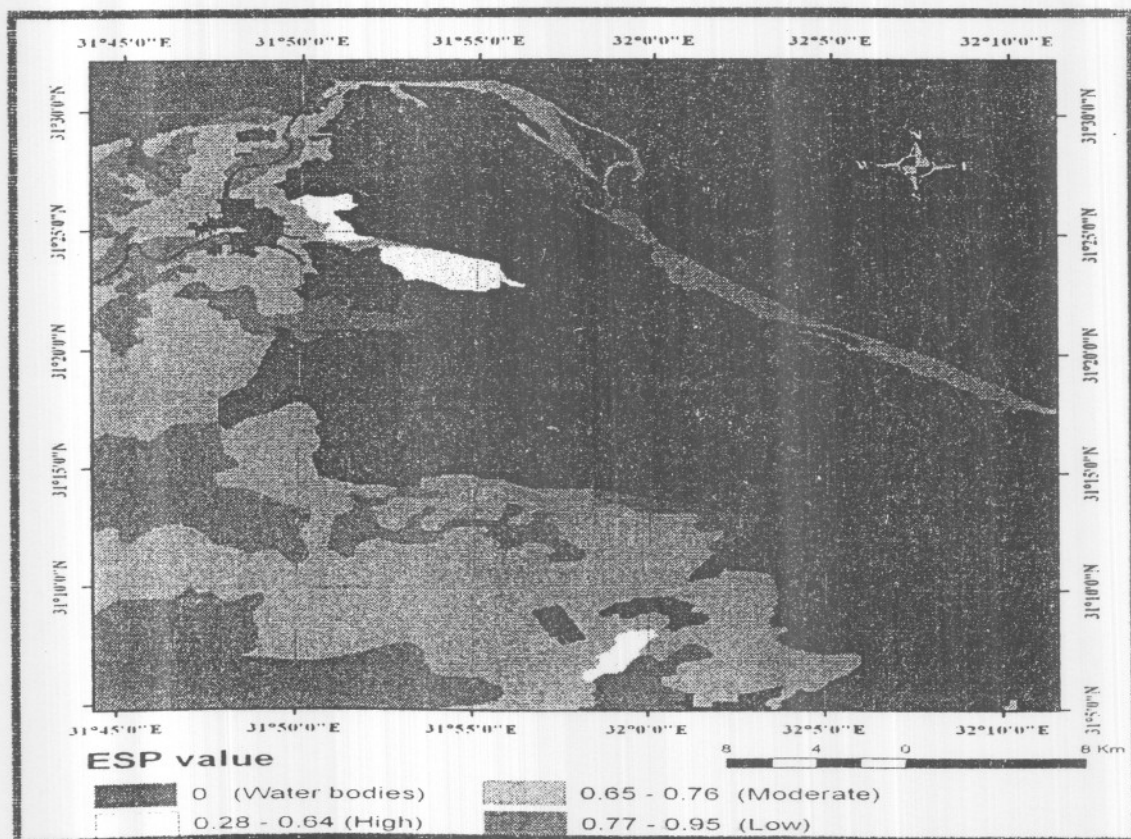 31°45'0"E 31°50'0"E 31°55'0"E 32°0'0"E 32°5'0"E 32°10'0"E
31°30'0"N 31°30'0"N
31°25'0"N 31°25'0"N
31°20'0"N 31°20'0"N
31°15'0"N 31°15'0"N
31°10'0"N 31°10'0"N
31°5'0"N
31°45'0"E 31°50'0"E 31°55'0"E 32°0'0"E 32°5'0"E 32°10'0"E
ESP value
8 4 0 8 Km
0 (Water bodies)
0.65 - 0.76 (Moderate)
0.28 - 0.64 (High)
0.77 - 0.95 (Low)